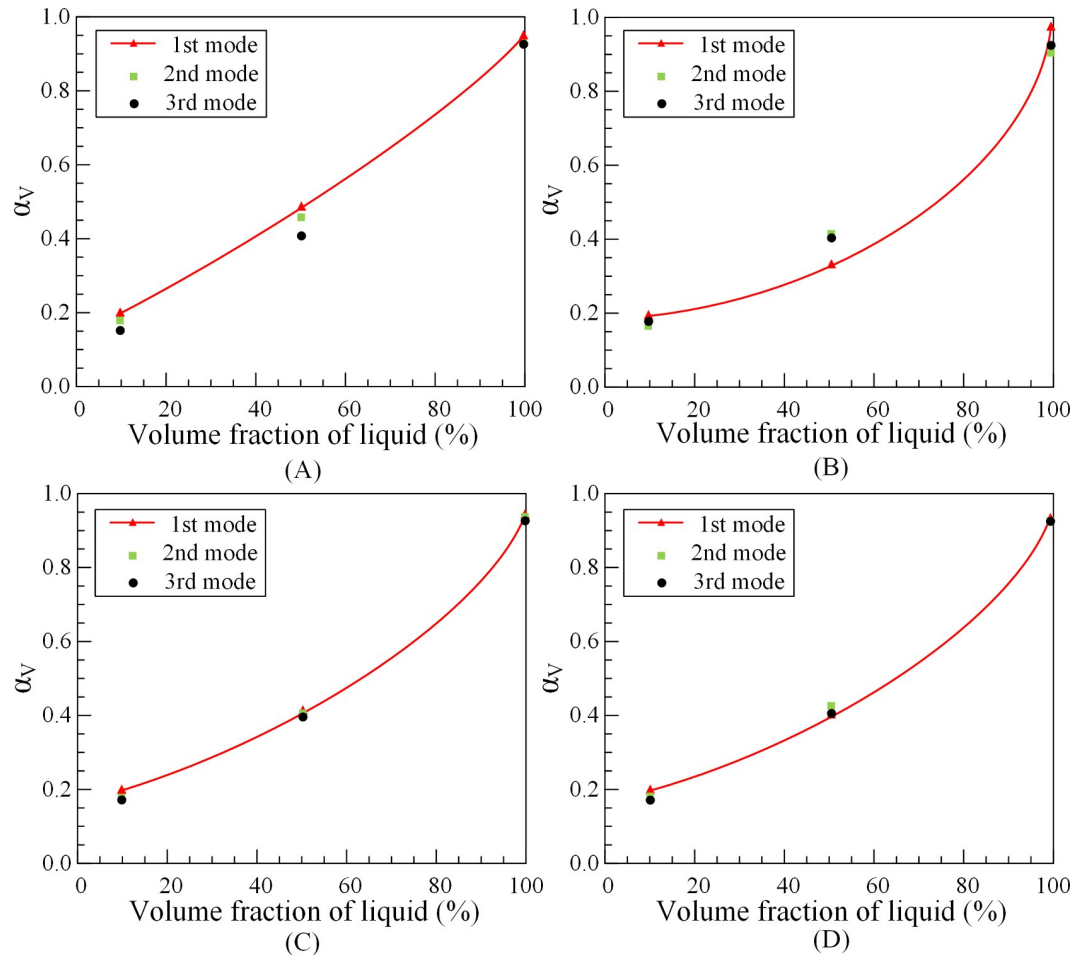 1.0
0.8
0.6
0.4
0.2
0.0
αV
1st mode
2nd mode
3rd mode
0 20 40 60 80 100
Volume fraction of liquid (%)
(A)
1.0
0.8
0.6
0.4
0.2
0.0
αV
1st mode
2nd mode
3rd mode
0 20 40 60 80 100
Volume fraction of liquid (%)
(B)
1.0
0.8
0.6
0.4
0.2
0.0
αV
1st mode
2nd mode
3rd mode
0 20 40 60 80 100
Volume fraction of liquid (%)
(C)
1.0
0.8
0.6
0.4
0.2
0.0
αV
1st mode
2nd mode
3rd mode
0 20 40 60 80 100
Volume fraction of liquid (%)
(D)